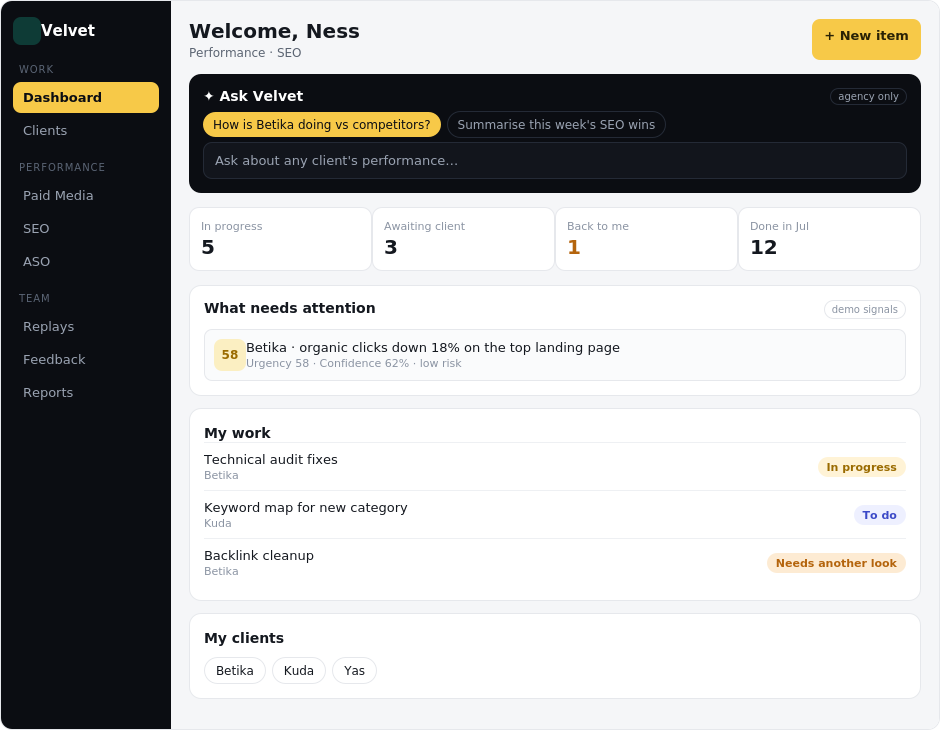 Velvet
WORK
Dashboard
Clients
PERFORMANCE
Paid Media
SEO
ASO
TEAM
Replays
Feedback
Reports
Welcome, Ness
Performance · SEO
+ New item
✦ Ask Velvet
agency only
How is Betika doing vs competitors?
Summarise this week's SEO wins
Ask about any client's performance…
In progress
5
Awaiting client
3
Back to me
1
Done in Jul
12
What needs attention
demo signals
58
Betika · organic clicks down 18% on the top landing page
Urgency 58 · Confidence 62% · low risk
My work
Technical audit fixes
Betika
In progress
Keyword map for new category
Kuda
To do
Backlink cleanup
Betika
Needs another look
My clients
Betika
Kuda
Yas